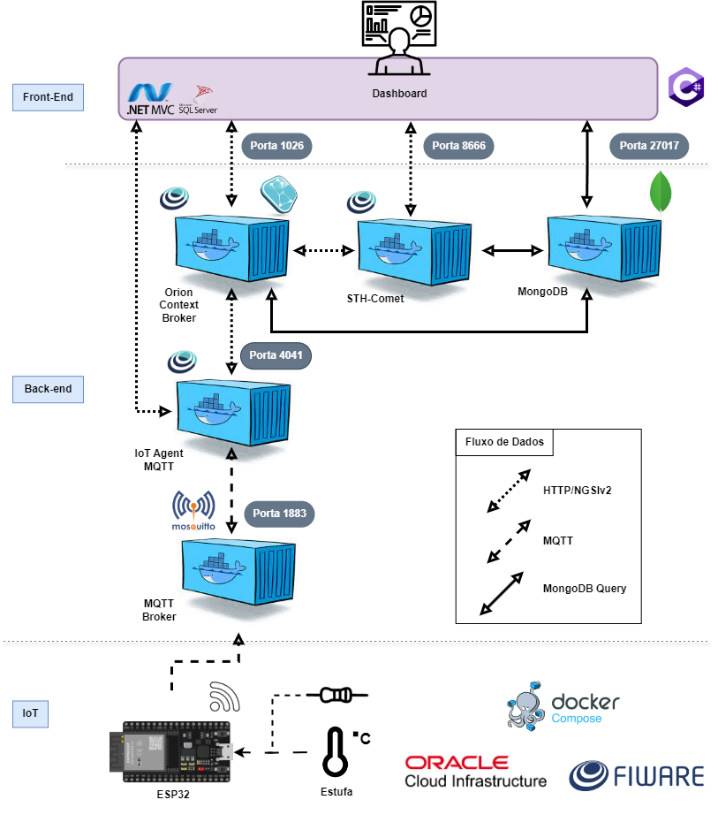 Front-End
Dashboard
.NET MVC
Microsoft
SQL Server
C#
Porta 1026
Porta 8666
Porta 27017
Orion
Context
Broker
STH-Comet
MongoDB
Porta 4041
Back-end
IoT Agent
MQTT
Fluxo de Dados
HTTP/NGSIv2
MQTT
MongoDB Query
mosquitto
Porta 1883
MQTT
Broker
IoT
°C
ESP32
Estufa
docker
Compose
ORACLE
Cloud Infrastructure
FIWARE